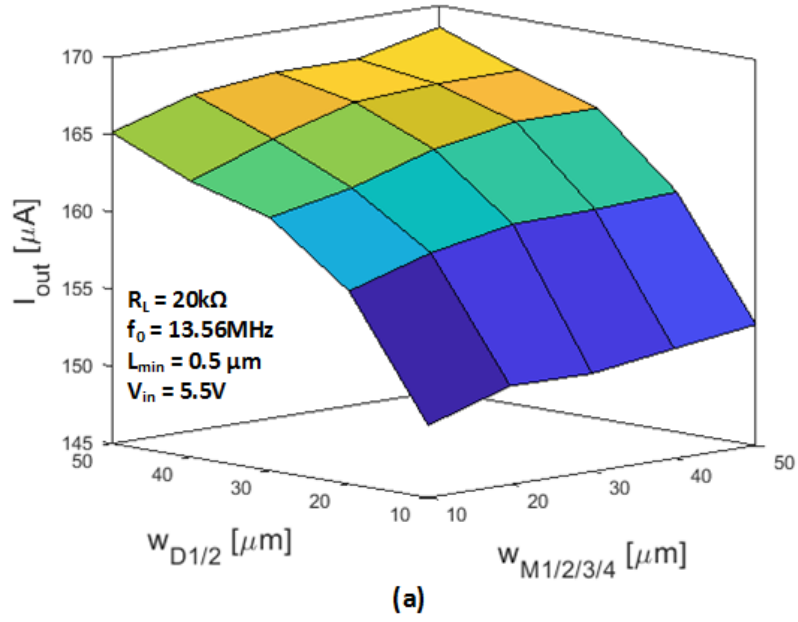 170
165
160
155
150
145
I_out [μA]
R_L = 20kΩ
f_0 = 13.56MHz
L_min = 0.5 μm
V_in = 5.5V
50
40
30
20
10
w_D1/2 [μm]
10
20
30
40
50
w_M1/2/3/4 [μm]
(a)